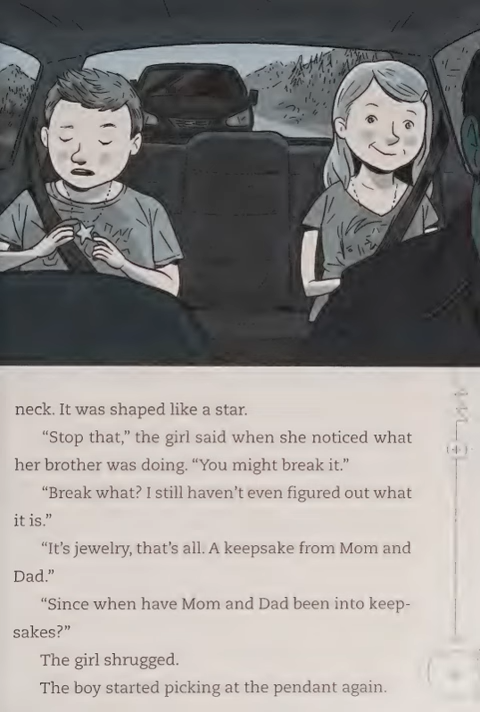 neck. It was shaped like a star.
“Stop that,” the girl said when she noticed what
her brother was doing. “You might break it.”
“Break what? I still haven’t even figured out what
it is.”
“It’s jewelry, that’s all. A keepsake from Mom and
Dad.”
“Since when have Mom and Dad been into keep-
sakes?”
The girl shrugged.
The boy started picking at the pendant again.